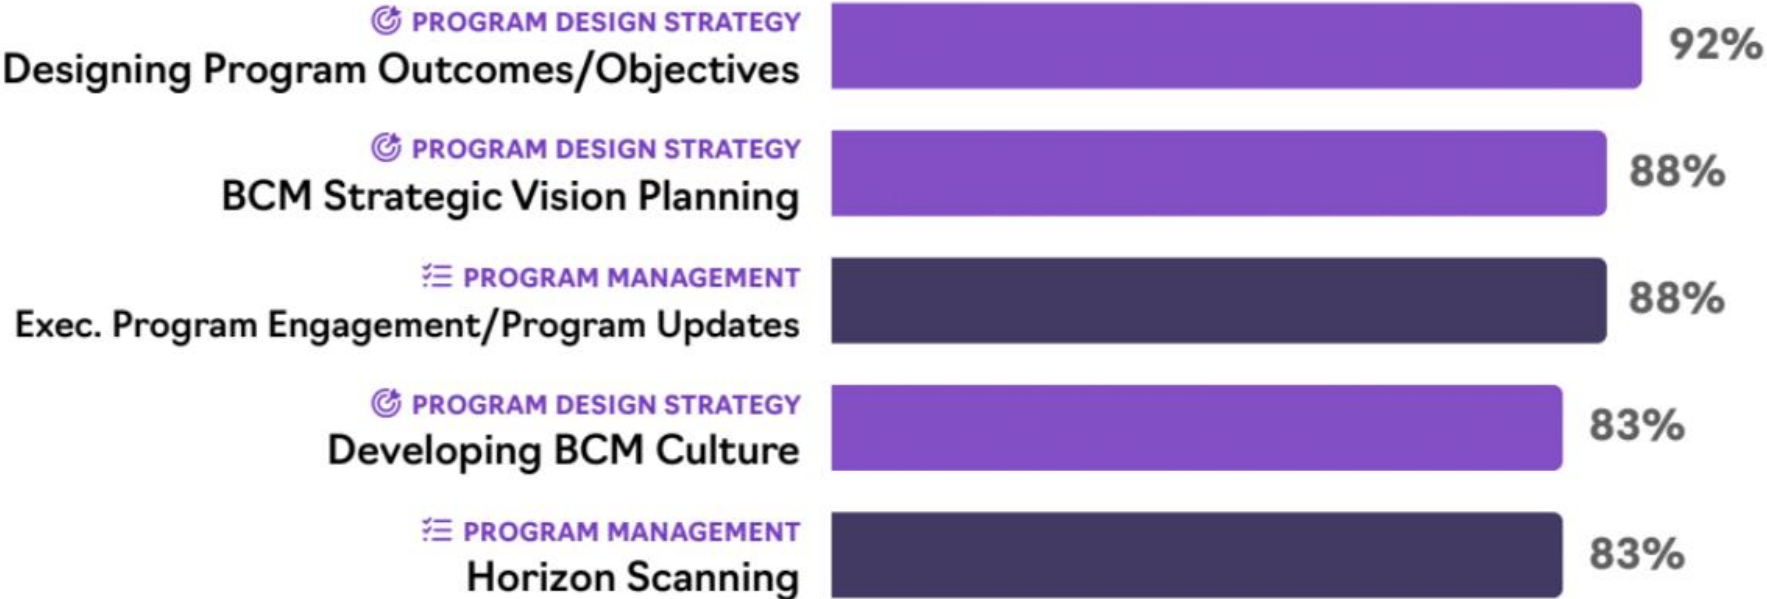 PROGRAM DESIGN STRATEGY
Designing Program Outcomes/Objectives
92%
PROGRAM DESIGN STRATEGY
BCM Strategic Vision Planning
88%
PROGRAM MANAGEMENT
Exec. Program Engagement/Program Updates
88%
PROGRAM DESIGN STRATEGY
Developing BCM Culture
83%
PROGRAM MANAGEMENT
Horizon Scanning
83%